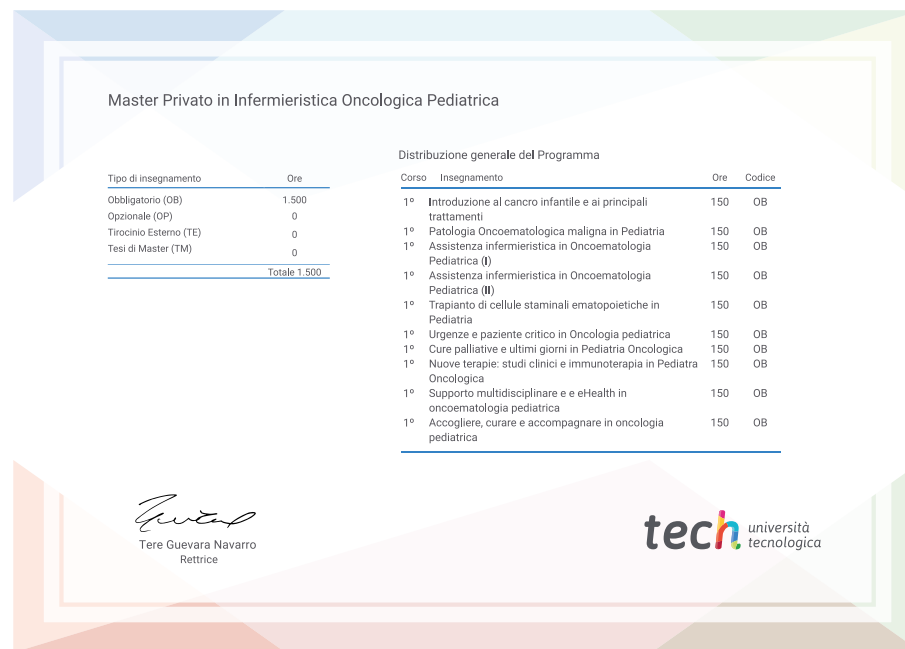 Master Privato in Infermieristica Oncologica Pediatrica
Tipo di insegnamento Ore
Obbligatorio (OB) 1.500
Opzionale (OP) 0
Tirocinio Esterno (TE) 0
Tesi di Master (TM) 0
Totale 1.500
Distribuzione generale del Programma
Corso Insegnamento Ore Codice
1º Introduzione al cancro infantile e ai principali 150 OB
trattamenti
1º Patologia Oncoematologica maligna in Pediatria 150 OB
1º Assistenza infermieristica in Oncoematologia 150 OB
Pediatrica (I)
1º Assistenza infermieristica in Oncoematologia 150 OB
Pediatrica (II)
1º Trapianto di cellule staminali ematopoietiche in 150 OB
Pediatria
1º Urgenze e paziente critico in Oncologia pediatrica 150 OB
1º Cure palliative e ultimi giorni in Pediatria Oncologica 150 OB
1º Nuove terapie: studi clinici e immunoterapia in Pediatra 150 OB
Oncologica
1º Supporto multidisciplinare e e eHealth in 150 OB
oncoematologia pediatrica
1º Accogliere, curare e accompagnare in oncologia 150 OB
pediatrica
Tere Guevara Navarro
Rettrice
tech università
tecnologica